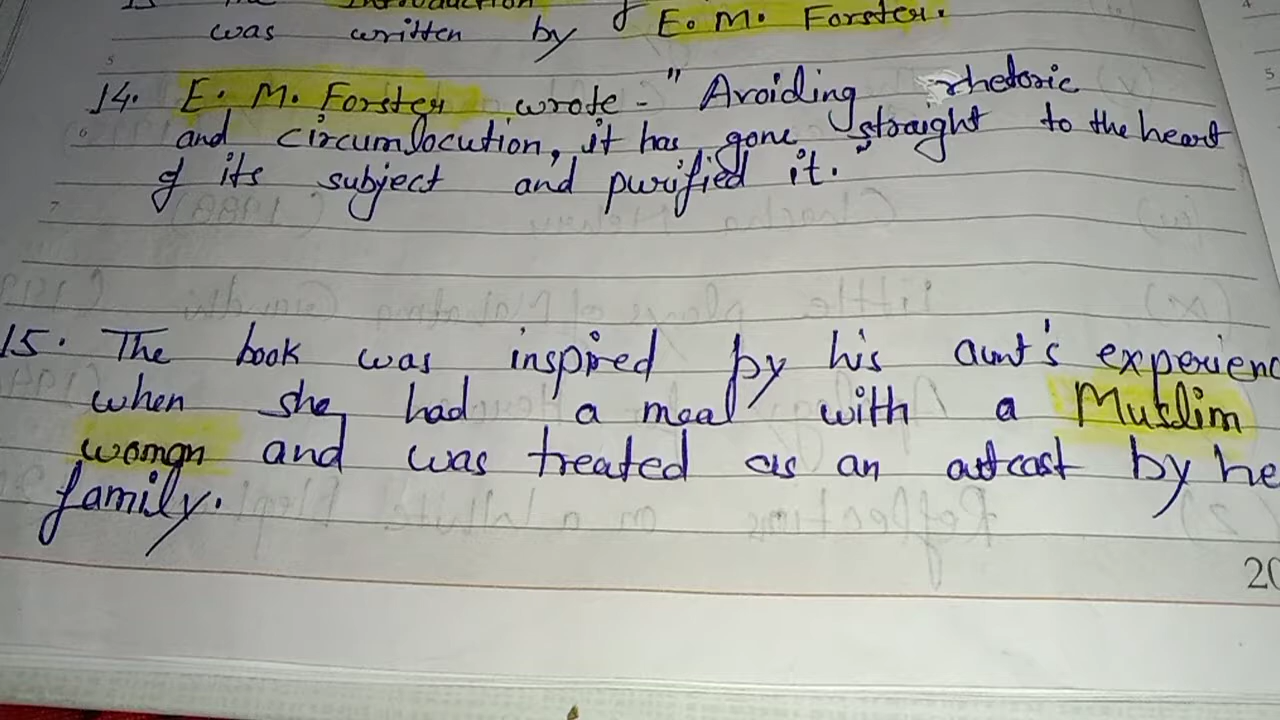 Introduction
was written by E. M. Forster.
14. E. M. Forster wrote - "Avoiding rhetoric
and circumlocution, it has gone straight to the heart
of its subject and purified it."
15. The book was inspired by his aunt's experienc
when she had a meal with a Muslim
woman and was treated as an outcast by he
family.
20